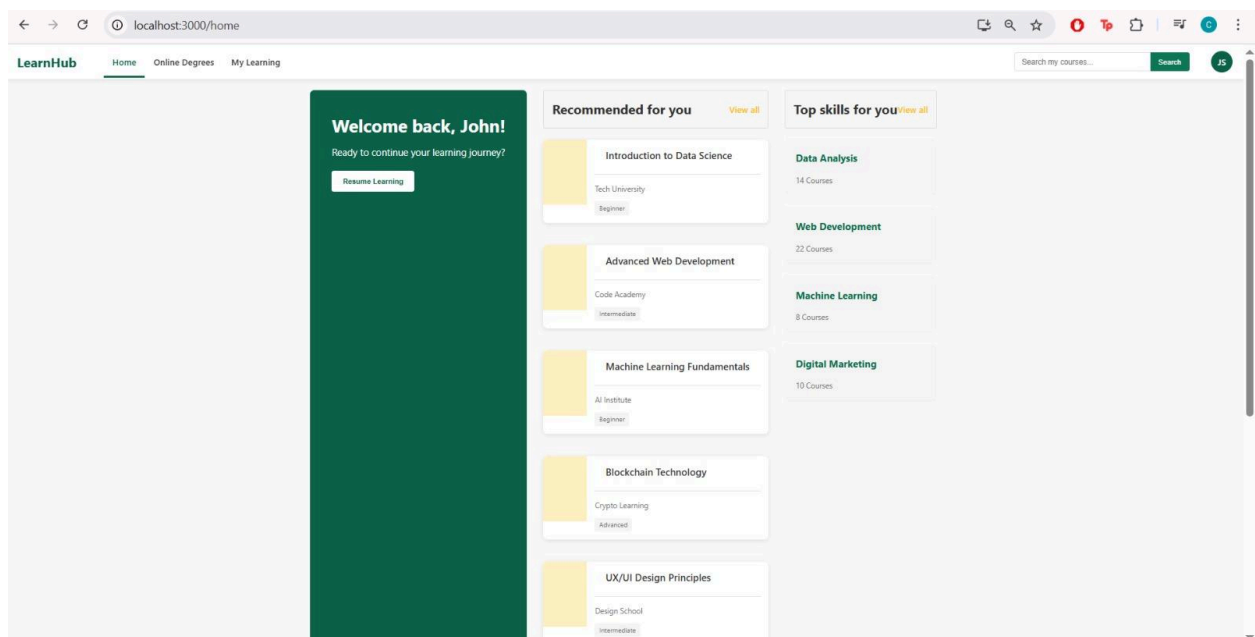 localhost:3000/home
LearnHub
Home
Online Degrees
My Learning
Search my courses...
Search
JS
Welcome back, John!
Ready to continue your learning journey?
Resume Learning
Recommended for you
View all
Introduction to Data Science
Tech University
Beginner
Advanced Web Development
Code Academy
Intermediate
Machine Learning Fundamentals
AI Institute
Beginner
Blockchain Technology
Crypto Learning
Advanced
UX/UI Design Principles
Design School
Intermediate
Top skills for you
View all
Data Analysis
14 Courses
Web Development
22 Courses
Machine Learning
8 Courses
Digital Marketing
10 Courses
Tp
C